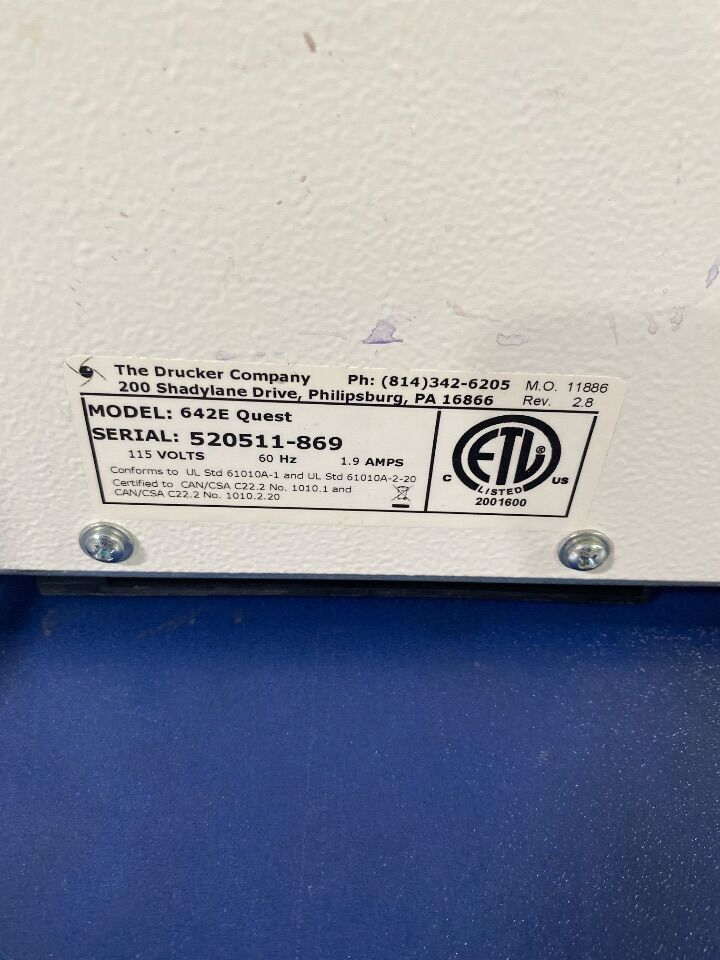 The Drucker Company Ph: (814)342-6205 M.O. 11886
200 Shadylane Drive, Philipsburg, PA 16866 Rev. 2.8
MODEL: 642E Quest
SERIAL: 520511-869
115 VOLTS 60 Hz 1.9 AMPS
Conforms to UL Std 61010A-1 and UL Std 61010A-2-20
Certified to CAN/CSA C22.2 No. 1010.1 and
CAN/CSA C22.2 No. 1010.2.20
ETL ®
C LISTED US
2001600